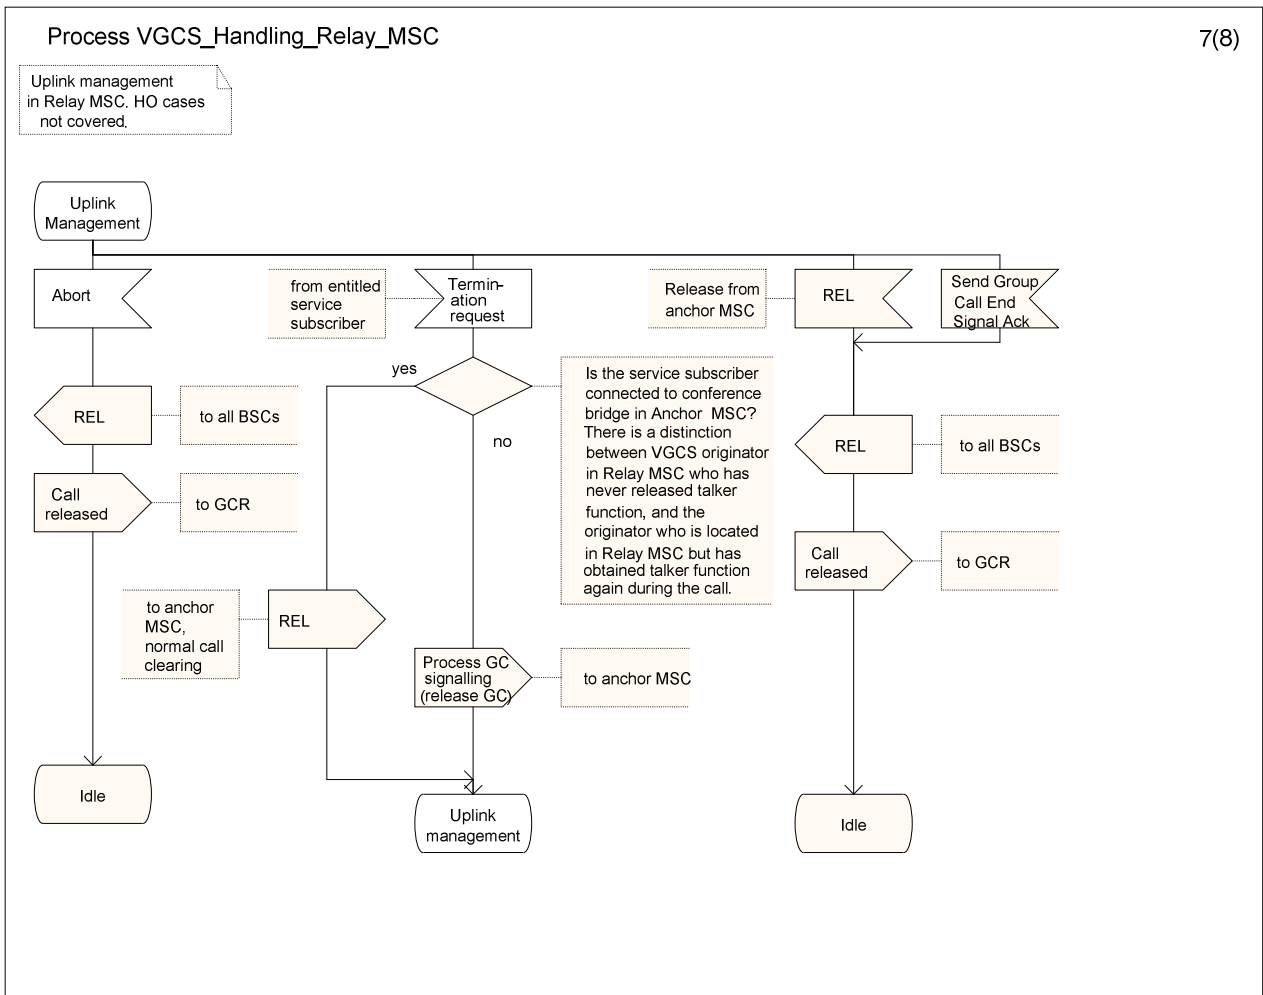 Process VGCS_Handling_Relay_MSC
7(8)
Uplink management
in Relay MSC. HO cases
not covered.
Uplink
Management
Abort
from entitled
service
subscriber
Termin-
ation
request
Release from
anchor MSC
REL
Send Group
Call End
Signal Ack
yes
no
Is the service subscriber
connected to conference
bridge in Anchor MSC?
There is a distinction
between VGCS originator
in Relay MSC who has
never released talker
function, and the
originator who is located
in Relay MSC but has
obtained talker function
again during the call.
REL
to all BSCs
REL
to all BSCs
Call
released
to GCR
Call
released
to GCR
to anchor
MSC,
normal call
clearing
REL
Process GC
signalling
(release GC)
to anchor MSC
Idle
Uplink
management
Idle